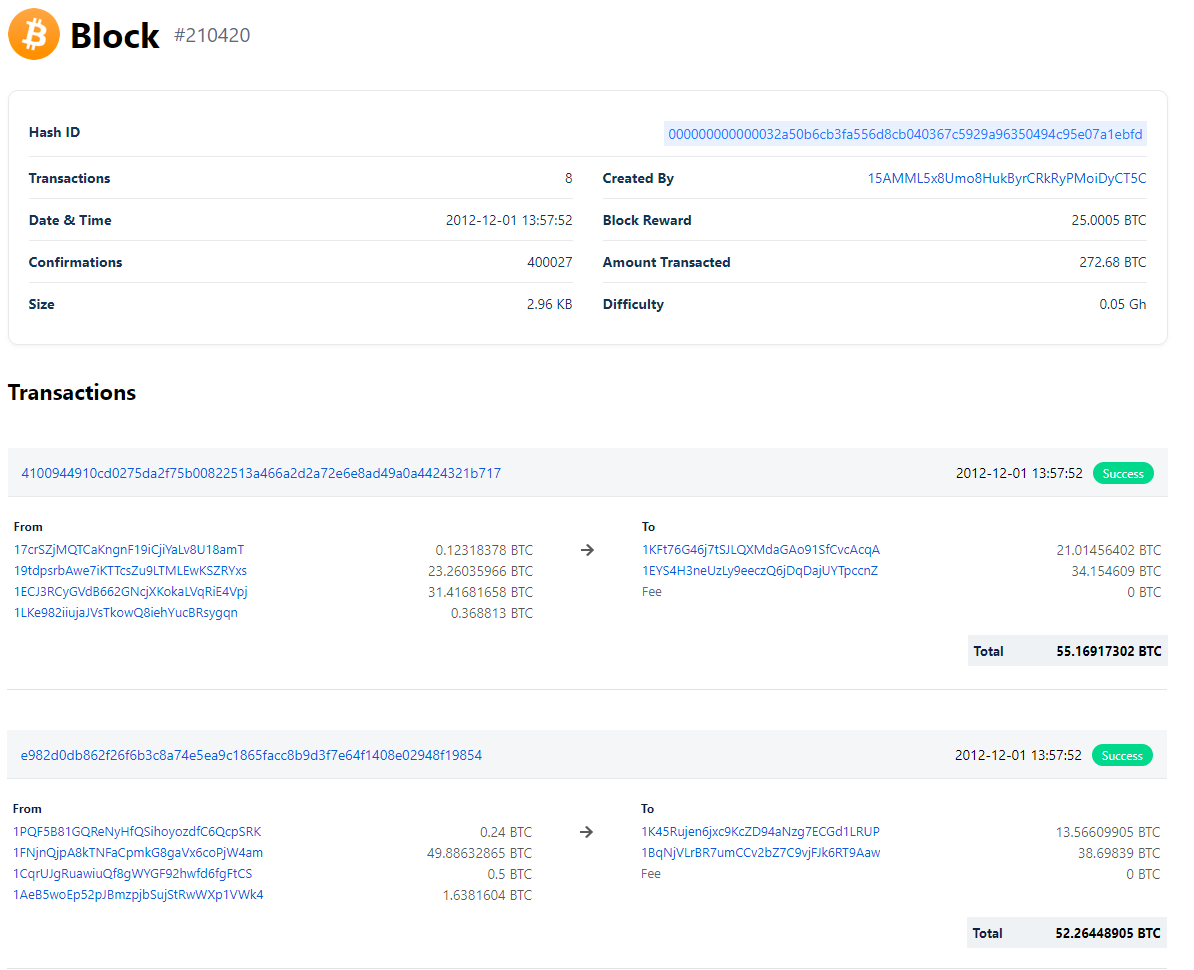 Block #210420
Hash ID 000000000000032a50b6cb3fa556d8cb040367c5929a96350494c95e07a1ebfd
Transactions 8 Created By 15AMML5x8Umo8HukByrCRkRyPMoiDyCT5C
Date & Time 2012-12-01 13:57:52 Block Reward 25.0005 BTC
Confirmations 400027 Amount Transacted 272.68 BTC
Size 2.96 KB Difficulty 0.05 Gh
Transactions
4100944910cd0275da2f75b00822513a466a2d2a72e6e8ad49a0a4424321b717 2012-12-01 13:57:52 Success
From To
17crSZjMQTCaKngnF19iCjiYaLv8U18amT 0.12318378 BTC → 1KFt76G46j7tSJLQXMdaGAo91SfCvcAcqA 21.01456402 BTC
19tdpsrbAwe7iKTTcsZu9LTMLEwKSZRYxs 23.26035966 BTC 1EYS4H3neUzLy9eeczQ6jDqDajUYTpccnZ 34.154609 BTC
1ECJ3RCyGVdB662GNcjXKokaLVqRiE4Vpj 31.41681658 BTC Fee 0 BTC
1LKe982iiujaJVsTkowQ8iehYucBRsygqn 0.368813 BTC
Total 55.16917302 BTC
e982d0db862f26f6b3c8a74e5ea9c1865facc8b9d3f7e64f1408e02948f19854 2012-12-01 13:57:52 Success
From To
1PQF5B81GQReNyHfQSihoyozdfC6QcpSRK 0.24 BTC → 1K45Rujen6jxc9KcZD94aNzg7ECGd1LRUP 13.56609905 BTC
1FNjnQjpA8kTNFaCpmkG8gaVx6coPjW4am 49.88632865 BTC 1BqNjVLrBR7umCCv2bZ7C9vjFJk6RT9Aaw 38.69839 BTC
1CqrUJgRuawiuQf8gWYGF92hwfd6fgFtCS 0.5 BTC Fee 0 BTC
1AeB5woEp52pJBmzpjbSujStRwWXp1VWk4 1.6381604 BTC
Total 52.26448905 BTC